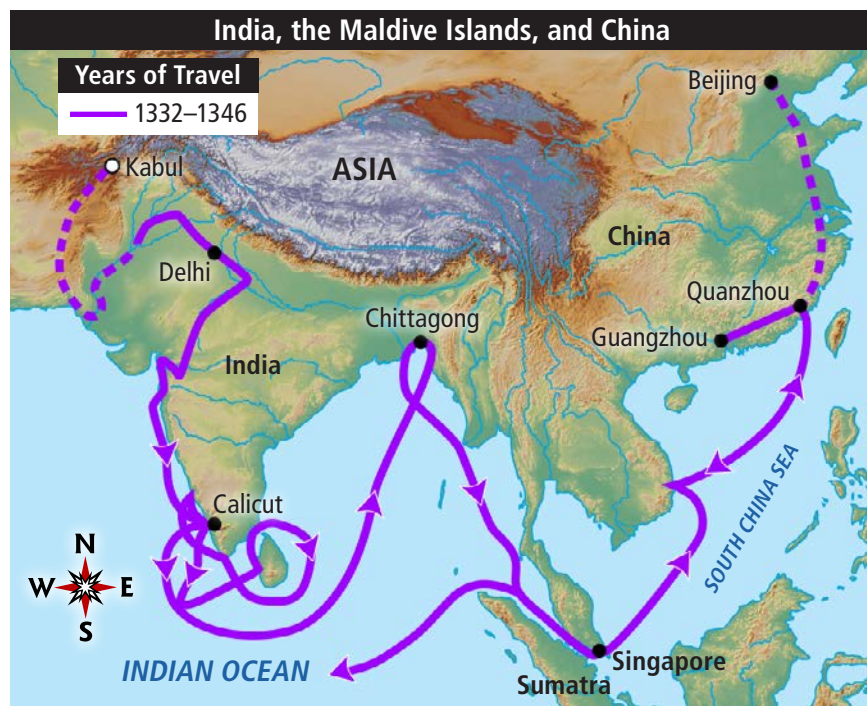 India, the Maldive Islands, and China
Years of Travel
1332–1346
Beijing
Kabul
ASIA
China
Delhi
Quanzhou
Chittagong
Guangzhou
India
Calicut
SOUTH CHINA SEA
N
W E
S
INDIAN OCEAN
Singapore
Sumatra